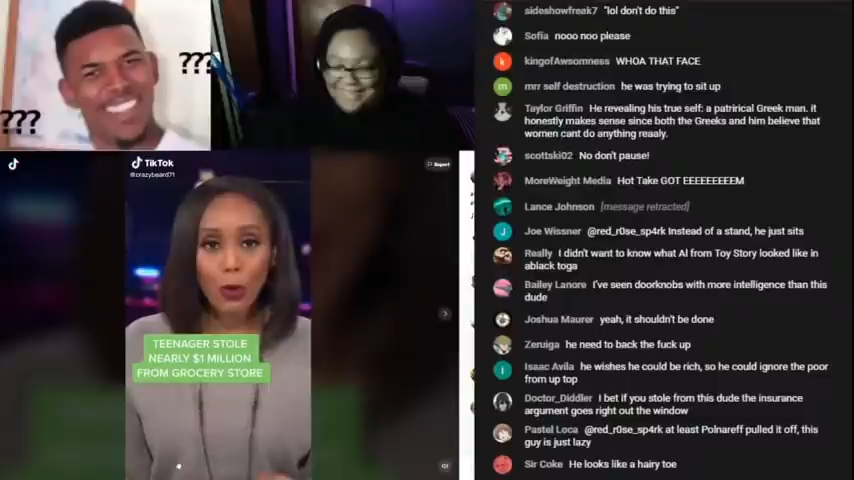 ???
???
TikTok
@crazybeard71
Report
TEENAGER STOLE
NEARLY $1 MILLION
FROM GROCERY STORE
sideshowfreak7 "lol don't do this"
Sofia nooo noo please
k
kingofAwsomness WHOA THAT FACE
m
mrr self destruction he was trying to sit up
Taylor Griffin He revealing his true self: a patrirical Greek man. it
honestly makes sense since both the Greeks and him believe that
women cant do anything reaaly.
scottski02 No don't pause!
MoreWeight Media Hot Take GOT EEEEEEEEEM
Lance Johnson [message retracted]
J
Joe Wissner @red_r0se_sp4rk Instead of a stand, he just sits
Really I didn't want to know what Al from Toy Story looked like in
ablack toga
Bailey Lanore I've seen doorknobs with more intelligence than this
dude
Joshua Maurer yeah, it shouldn't be done
Zeruiga he need to back the fuck up
I
Isaac Avila he wishes he could be rich, so he could ignore the poor
from up top
Doctor_Diddler I bet if you stole from this dude the insurance
argument goes right out the window
Pastel Loca @red_r0se_sp4rk at least Polnareff pulled it off, this
guy is just lazy
Sir Coke He looks like a hairy toe